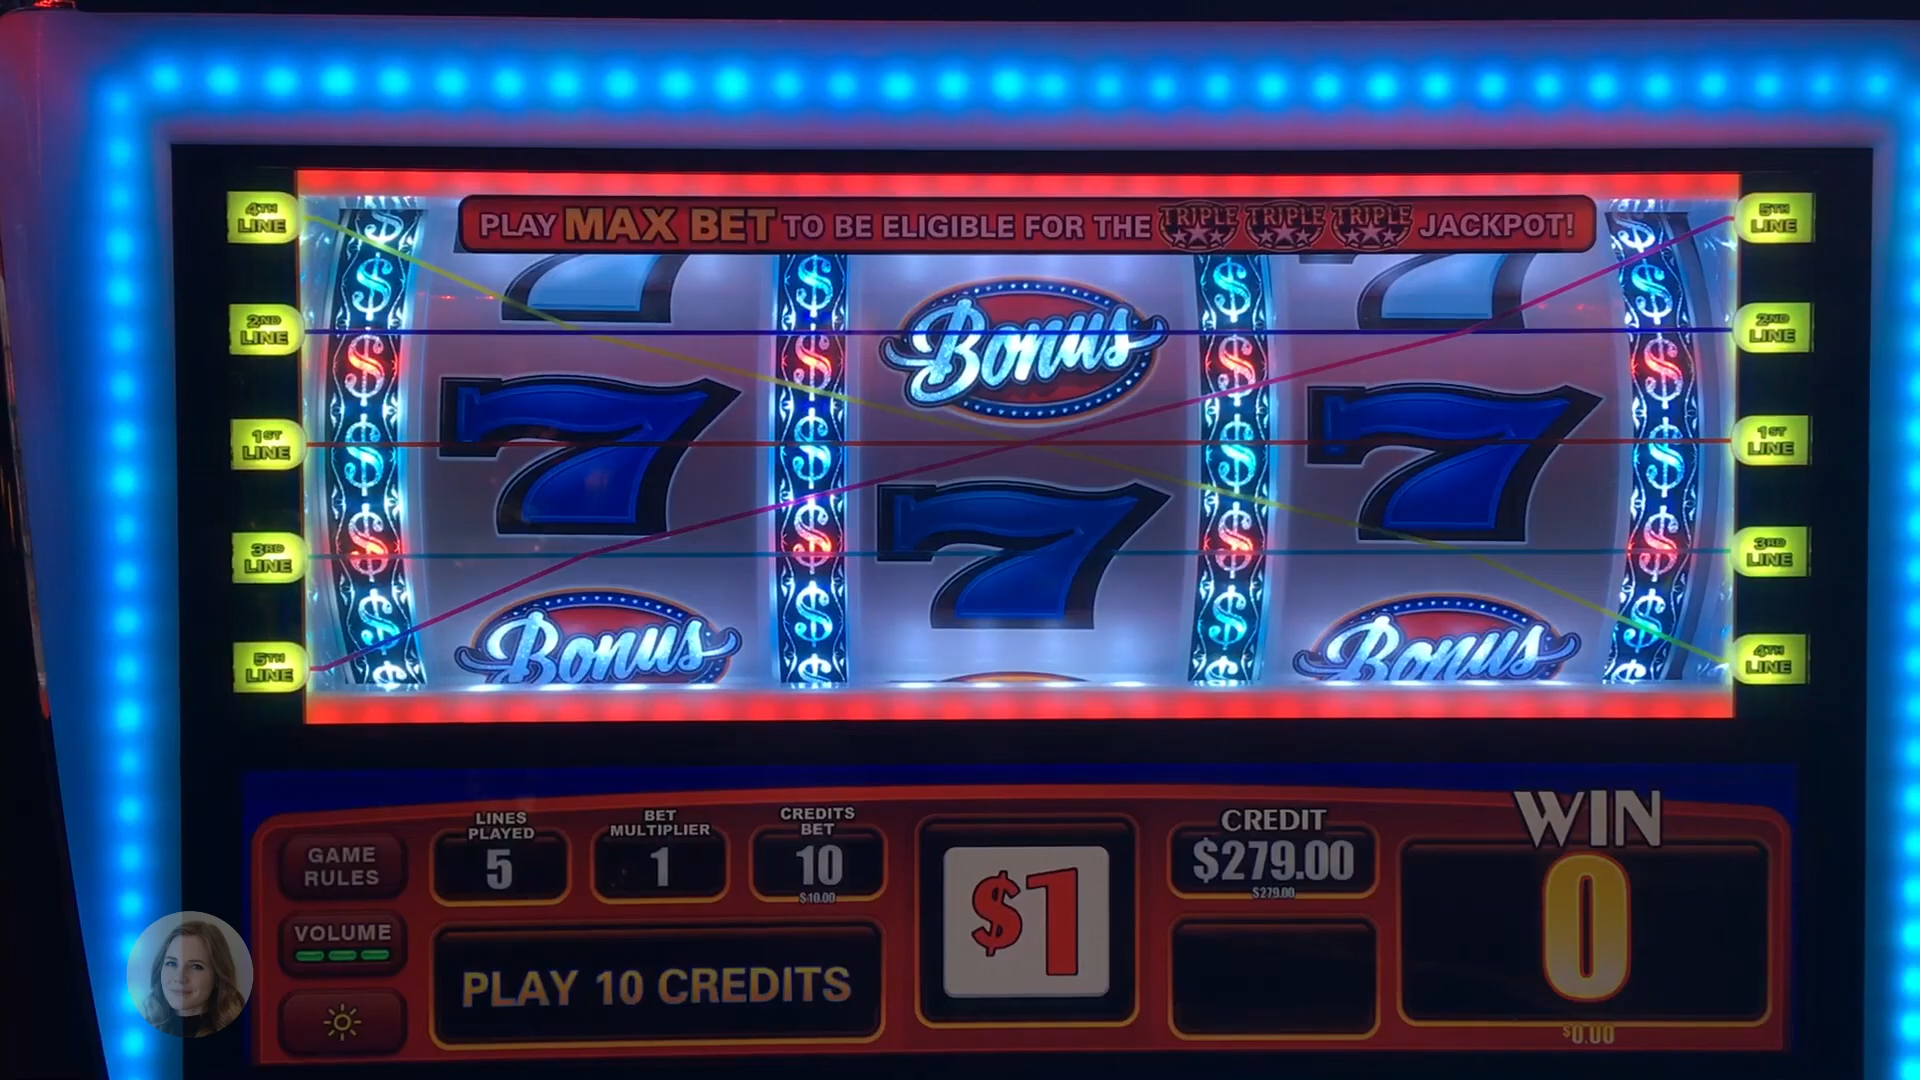 PLAY MAX BET TO BE ELIGIBLE FOR THE TRIPLE TRIPLE TRIPLE JACKPOT!
4TH LINE
5TH LINE
2ND LINE
Bonus
2ND LINE
7
7
1ST LINE
1ST LINE
7
3RD LINE
3RD LINE
5TH LINE
Bonus
Bonus
4TH LINE
GAME RULES
LINES PLAYED
5
BET MULTIPLIER
1
CREDITS BET
10
$10.00
$1
CREDIT
$279.00
$279.00
WIN
0
$0.00
VOLUME
PLAY 10 CREDITS